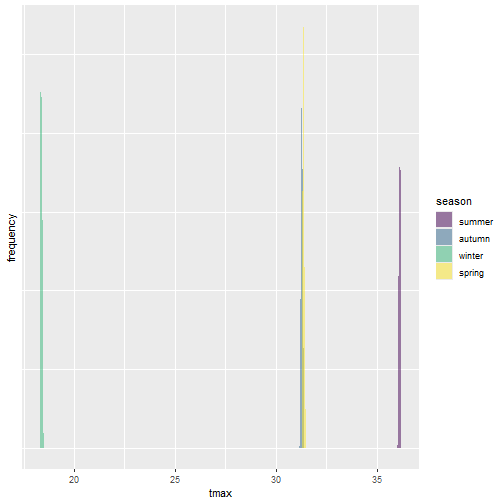 frequency
20
25
30
35
tmax
season
summer
autumn
winter
spring